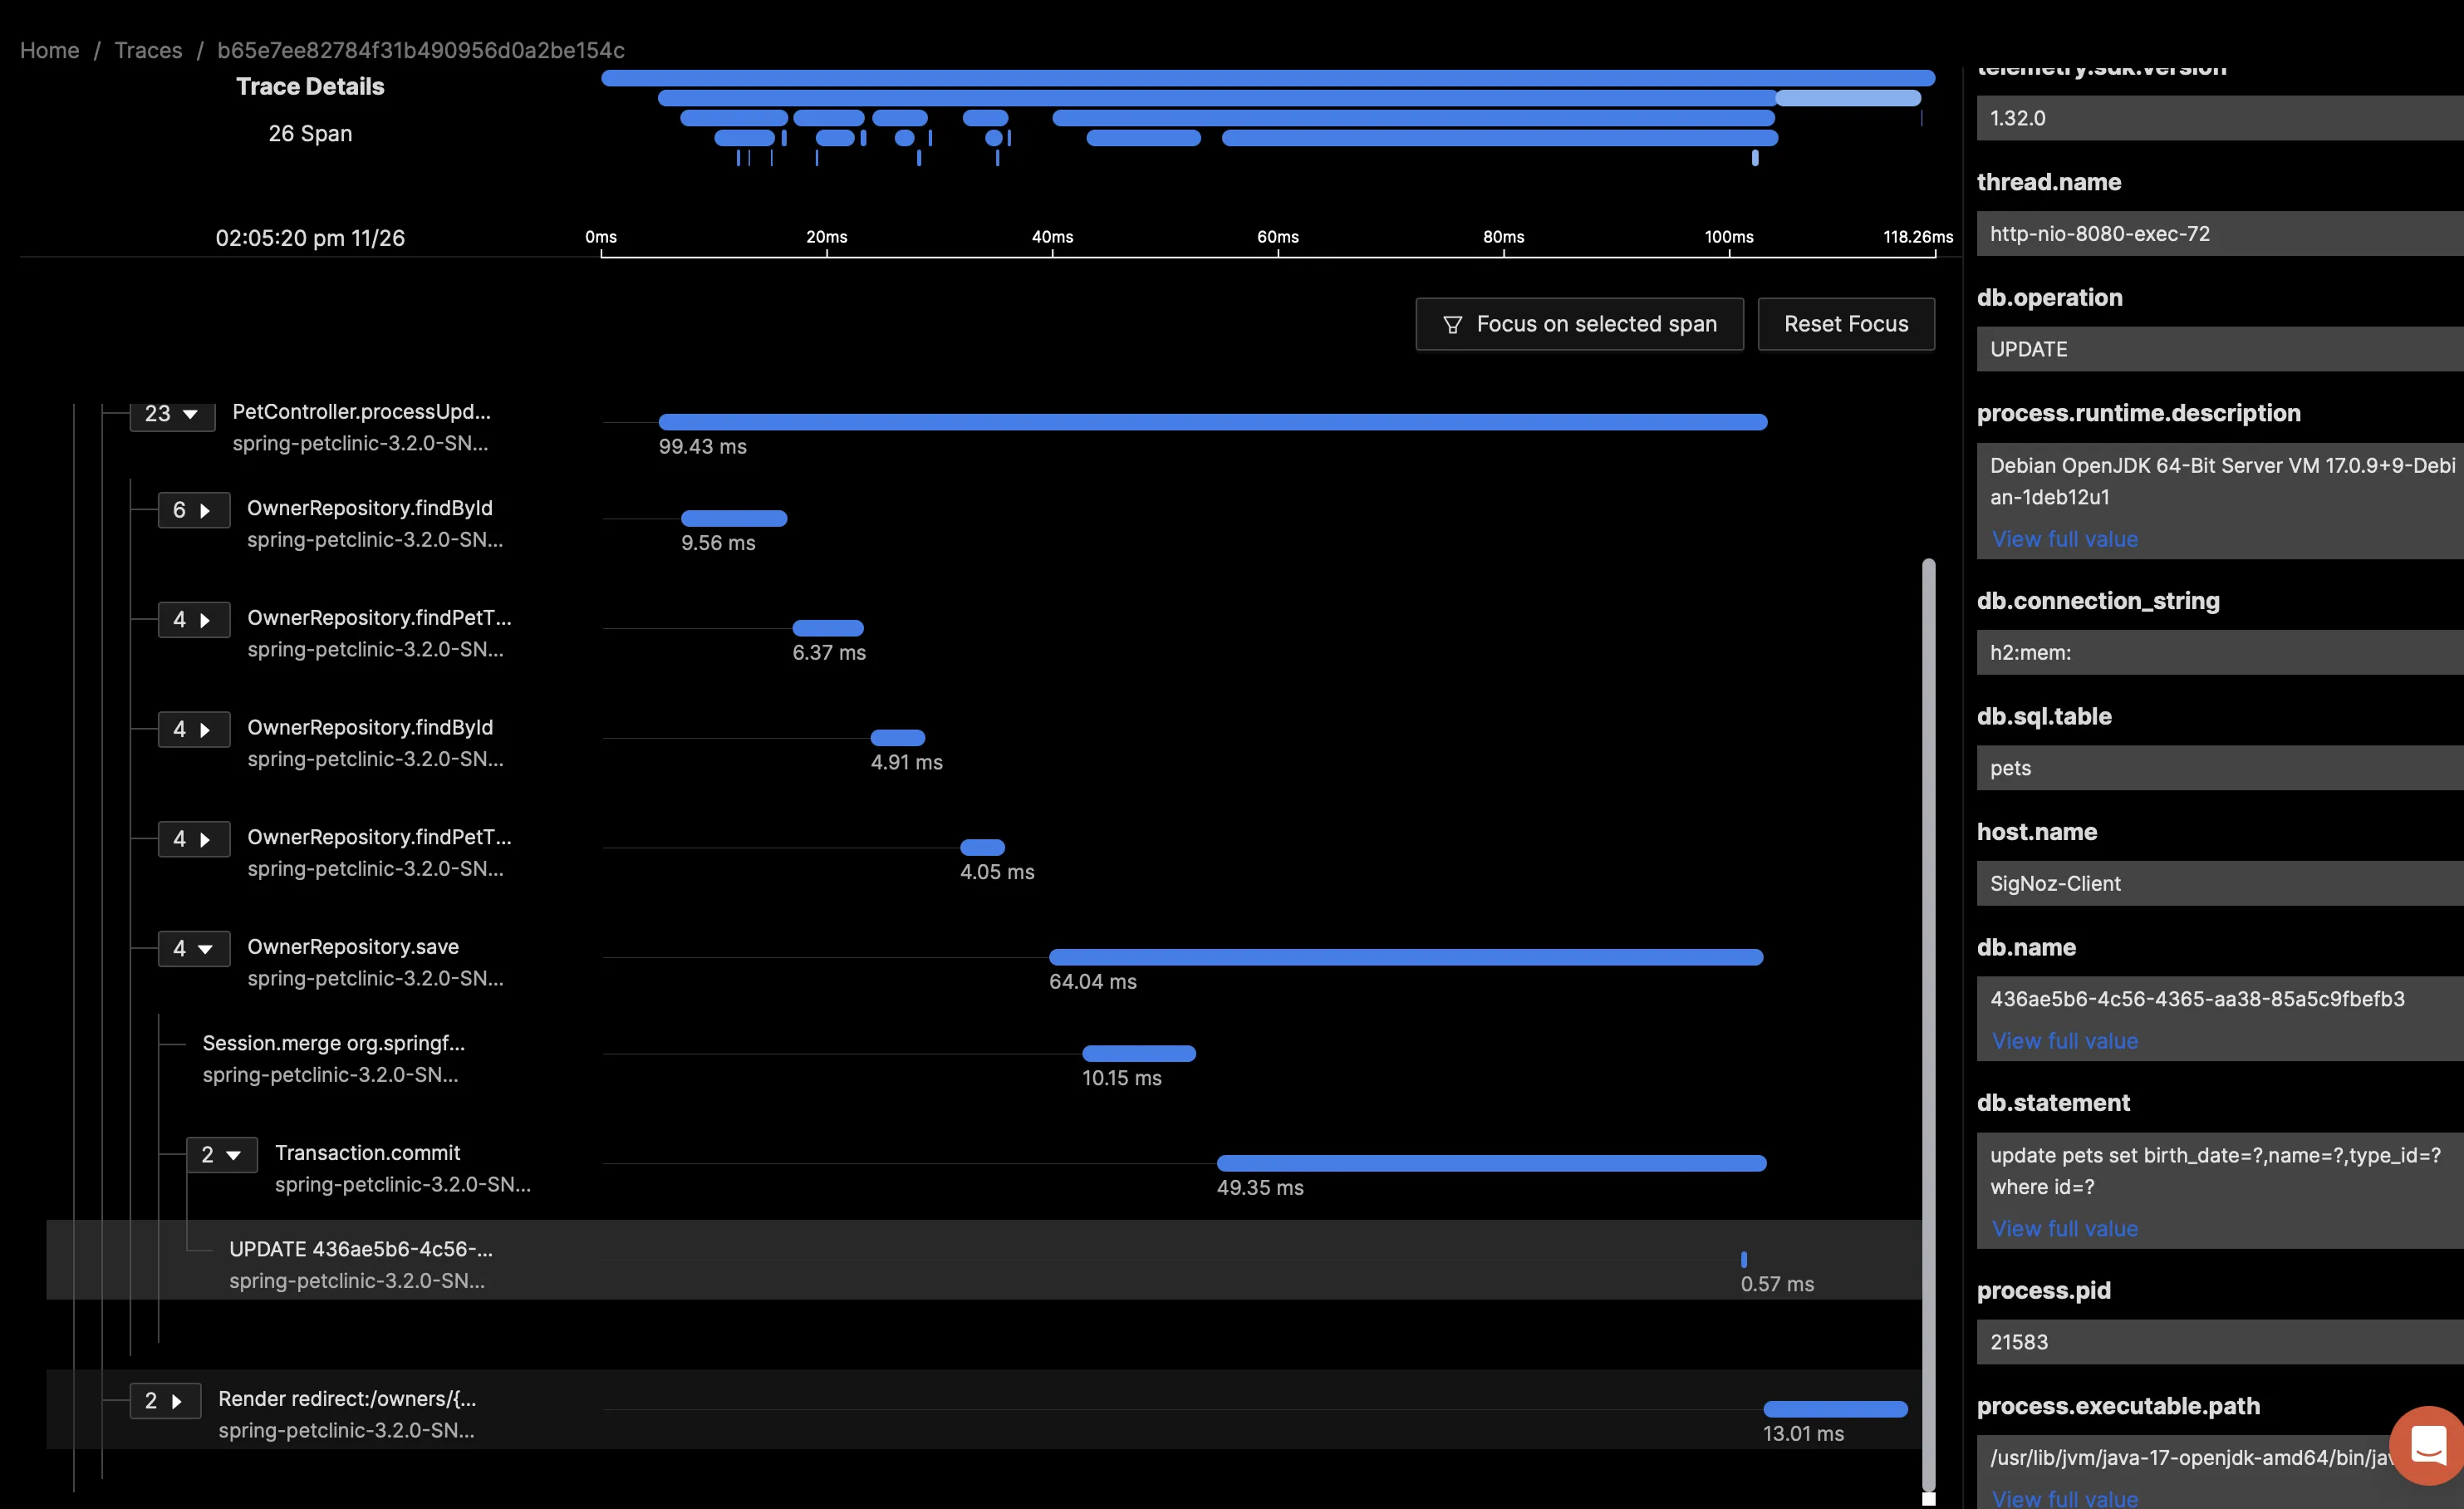 Home / Traces / b65e7ee82784f31b490956d0a2be154c
Trace Details
26 Span
02:05:20 pm 11/26
0ms 20ms 40ms 60ms 80ms 100ms 118.26ms
Focus on selected span Reset Focus
23 PetController.processUpd...
spring-petclinic-3.2.0-SN...
99.43 ms
6 OwnerRepository.findById
spring-petclinic-3.2.0-SN...
9.56 ms
4 OwnerRepository.findPetT...
spring-petclinic-3.2.0-SN...
6.37 ms
4 OwnerRepository.findById
spring-petclinic-3.2.0-SN...
4.91 ms
4 OwnerRepository.findPetT...
spring-petclinic-3.2.0-SN...
4.05 ms
4 OwnerRepository.save
spring-petclinic-3.2.0-SN...
64.04 ms
Session.merge org.springf...
spring-petclinic-3.2.0-SN...
10.15 ms
2 Transaction.commit
spring-petclinic-3.2.0-SN...
49.35 ms
UPDATE 436ae5b6-4c56-...
spring-petclinic-3.2.0-SN...
0.57 ms
2 Render redirect:/owners/{...
spring-petclinic-3.2.0-SN...
13.01 ms
telemetry.sdk.version
1.32.0
thread.name
http-nio-8080-exec-72
db.operation
UPDATE
process.runtime.description
Debian OpenJDK 64-Bit Server VM 17.0.9+9-Debi
an-1deb12u1
View full value
db.connection_string
h2:mem:
db.sql.table
pets
host.name
SigNoz-Client
db.name
436ae5b6-4c56-4365-aa38-85a5c9fbefb3
View full value
db.statement
update pets set birth_date=?,name=?,type_id=?
where id=?
View full value
process.pid
21583
process.executable.path
/usr/lib/jvm/java-17-openjdk-amd64/bin/jav
View full value